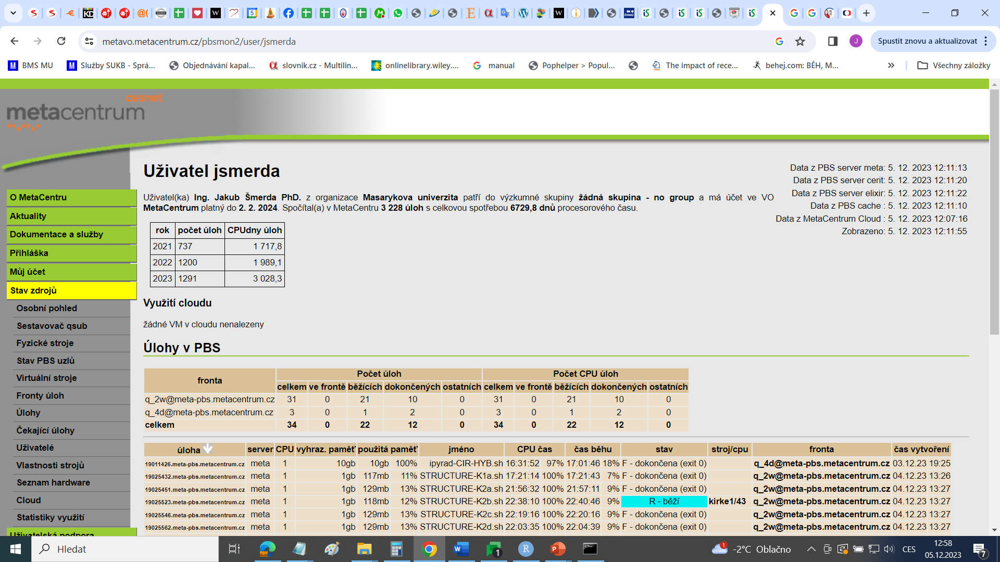 metavo.metacentrum.cz/pbsmon2/user/jsmerda
Spustit znovu a aktualizovat
BMS MU
Služby SUKB - Sprá...
Objednávání kapal...
slovnik.cz - Multilin...
onlinelibrary.wiley....
manual
Pophelper > Popul...
The impact of rece...
behej.com: BĚH, M...
Všechny záložky
cesnet
metacentrum
Uživatel jsmerda
Data z PBS server meta: 5. 12. 2023 12:11:13
Data z PBS server cerit: 5. 12. 2023 12:11:20
Data z PBS server elixir: 5. 12. 2023 12:11:22
Data z PBS cache : 5. 12. 2023 12:11:10
Data z MetaCentrum Cloud : 5. 12. 2023 12:07:16
Zobrazeno: 5. 12. 2023 12:11:55
Uživatel(ka) Ing. Jakub Šmerda PhD. z organizace Masarykova univerzita patří do výzkumné skupiny žádná skupina - no group a má účet ve VO
MetaCentrum platný do 2. 2. 2024. Spočítal(a) v MetaCentru 3 228 úloh s celkovou spotřebou 6729,8 dnů procesorového času.
rok počet úloh CPUdny úloh
2021 737 1 717,8
2022 1200 1 989,1
2023 1291 3 028,3
Využití cloudu
žádné VM v cloudu nenalezeny
Úlohy v PBS
fronta Počet úloh Počet CPU úloh
celkem ve frontě běžících dokončených ostatních celkem ve frontě běžících dokončených ostatních
q_2w@meta-pbs.metacentrum.cz 31 0 21 10 0 31 0 21 10 0
q_4d@meta-pbs.metacentrum.cz 3 0 1 2 0 3 0 1 2 0
celkem 34 0 22 12 0 34 0 22 12 0
úloha server CPU vyhraz. paměť použitá paměť jméno CPU čas čas běhu stav stroj/cpu fronta čas vytvoření
19011426.meta-pbs.metacentrum.cz meta 1 10gb 10gb 100% ipyrad-CIR-HYB.sh 16:31:52 97% 17:01:46 18% F - dokončena (exit 0) q_4d@meta-pbs.metacentrum.cz 03.12.23 19:25
19025432.meta-pbs.metacentrum.cz meta 1 1gb 117mb 11% STRUCTURE-K1a.sh 17:21:14 100% 17:21:43 7% F - dokončena (exit 0) q_2w@meta-pbs.metacentrum.cz 04.12.23 13:26
19025451.meta-pbs.metacentrum.cz meta 1 1gb 129mb 13% STRUCTURE-K2a.sh 21:56:32 100% 21:57:11 9% F - dokončena (exit 0) q_2w@meta-pbs.metacentrum.cz 04.12.23 13:27
19025523.meta-pbs.metacentrum.cz meta 1 1gb 118mb 12% STRUCTURE-K2b.sh 22:38:10 100% 22:40:46 9% R - běží kirke1/43 q_2w@meta-pbs.metacentrum.cz 04.12.23 13:27
19025546.meta-pbs.metacentrum.cz meta 1 1gb 129mb 13% STRUCTURE-K2c.sh 22:19:16 100% 22:20:16 9% F - dokončena (exit 0) q_2w@meta-pbs.metacentrum.cz 04.12.23 13:27
19025562.meta-pbs.metacentrum.cz meta 1 1gb 129mb 13% STRUCTURE-K2d.sh 22:03:35 100% 22:04:39 9% F - dokončena (exit 0) q_2w@meta-pbs.metacentrum.cz 04.12.23 13:27
O MetaCentru
Aktuality
Dokumentace a služby
Přihláška
Můj účet
Stav zdrojů
Osobní pohled
Sestavovač qsub
Fyzické stroje
Stav PBS uzlů
Virtuální stroje
Fronty úloh
Úlohy
Čekající úlohy
Uživatelé
Vlastnosti strojů
Seznam hardware
Cloud
Statistiky využití
Uživatelská podpora
Hledat
-2°C Oblačno
CES
12:58
05.12.2023
7